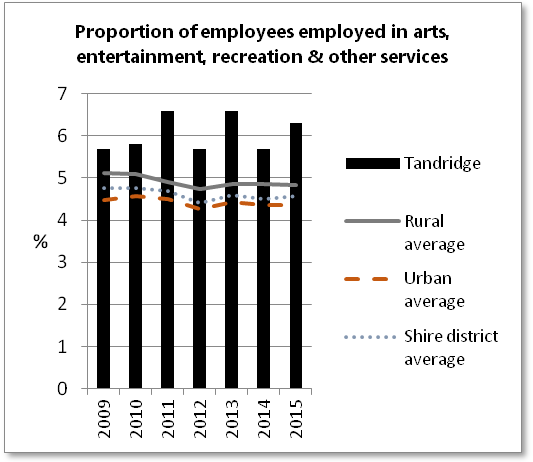 Proportion of employees employed in arts,
entertainment, recreation & other services
7
6
5
4
3
2
1
0
%
2009
2010
2011
2012
2013
2014
2015
Tandridge
Rural
average
Urban
average
Shire district
average